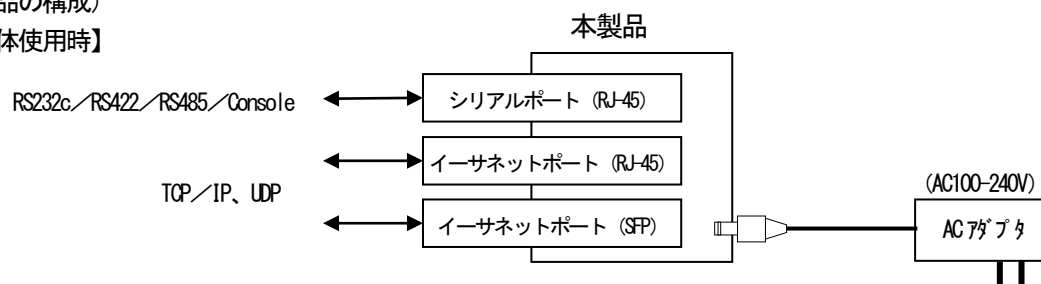 品の構成)
体使用時】
本製品
RS232c／RS422／RS485／Console
シリアルポート (RJ-45)
イーサネットポート (RJ-45)
TCP／IP、UDP
イーサネットポート (SFP)
(AC100-240V)
ACアダプタ